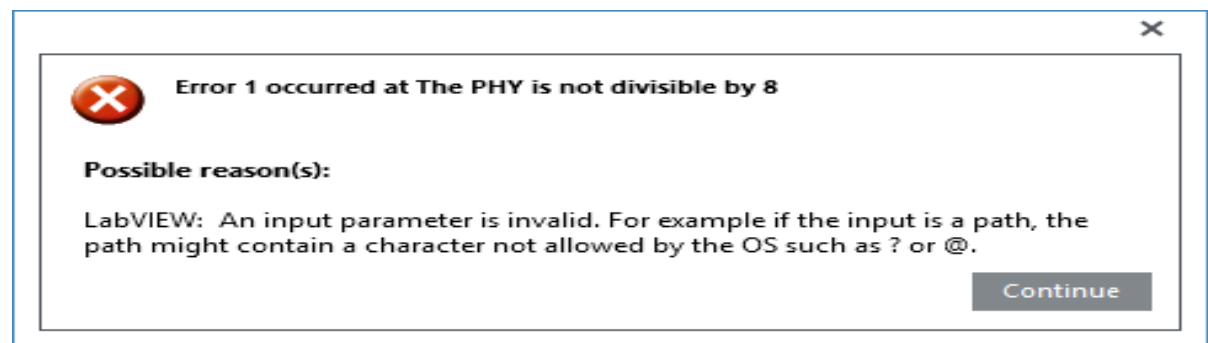 Error 1 occurred at The PHY is not divisible by 8
Possible reason(s):
LabVIEW: An input parameter is invalid. For example if the input is a path, the
path might contain a character not allowed by the OS such as ? or @.
Continue